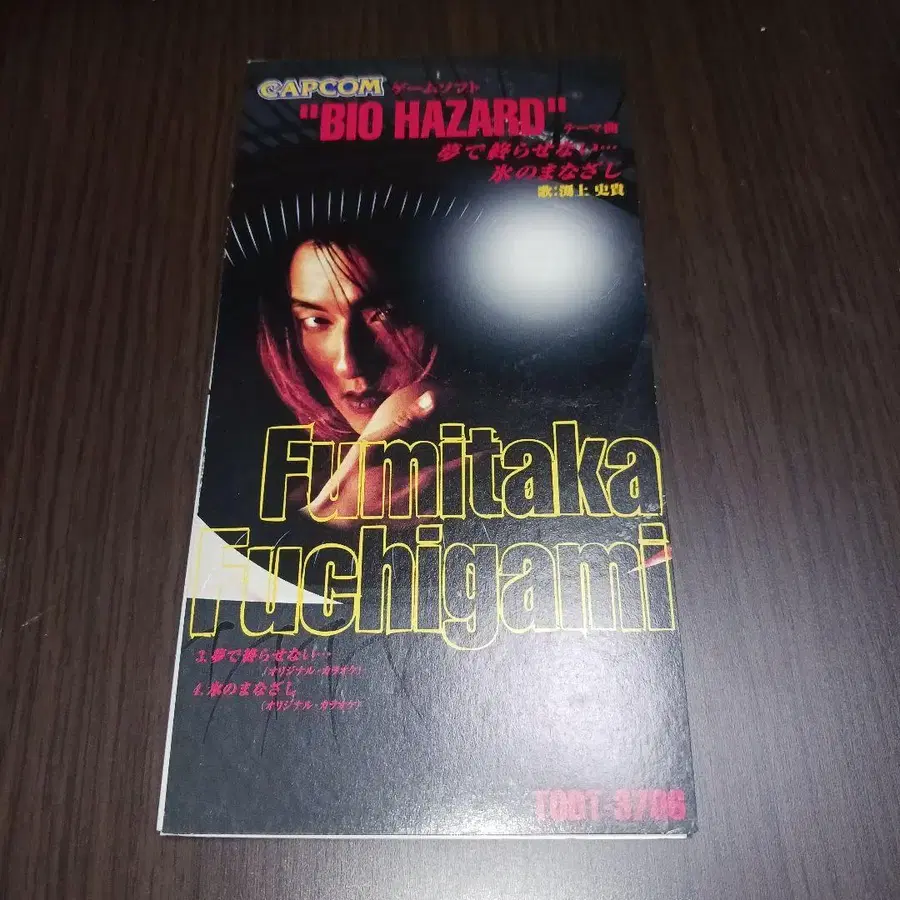 CAPCOM ゲームソフト
"BIO HAZARD" テーマ曲
夢で終らせない…
氷のまなざし
歌:渕上 史貴
Fumitaka
Fuchigami
3. 夢で終らせない…
(オリジナル・カラオケ)
4. 氷のまなざし
(オリジナル・カラオケ)
TODT-3706